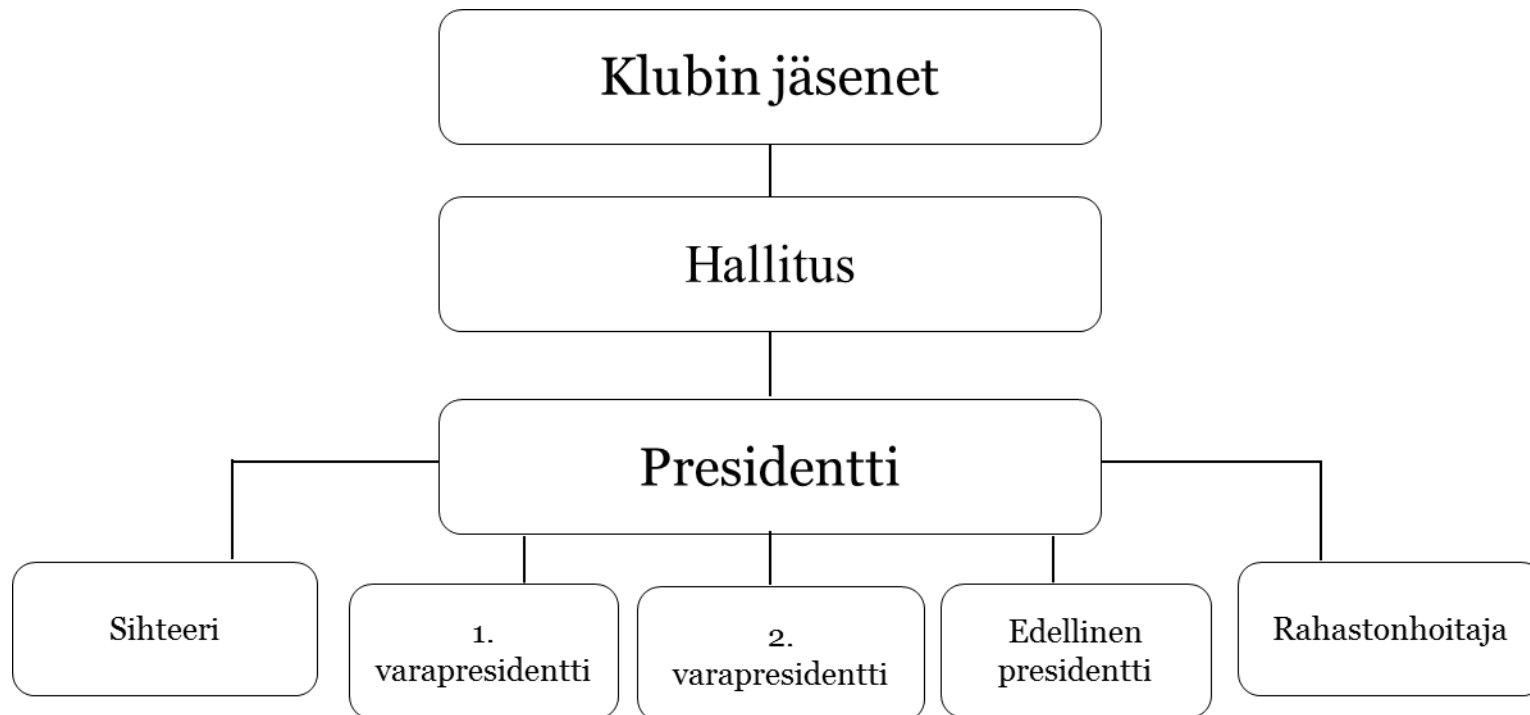 Klubin jäsenet
Hallitus
Presidentti
Sihteeri
1.
varapresidentti
2.
varapresidentti
Edellinen
presidentti
Rahastonhoitaja